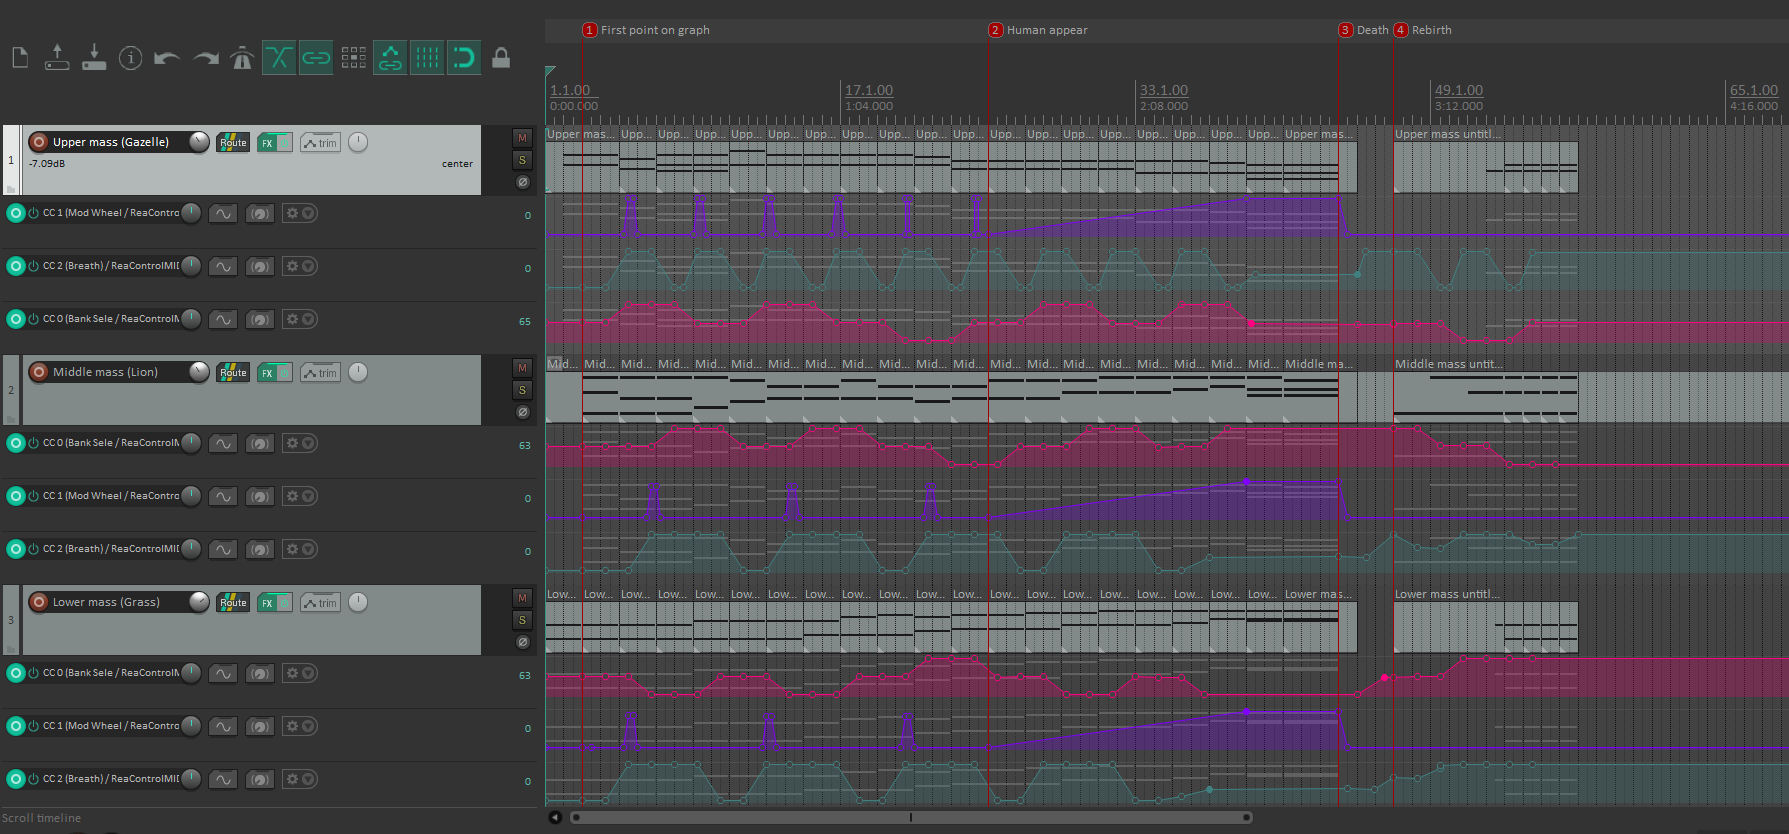 1 First point on graph 2 Human appear 3 Death 4 Rebirth
1.1.00 17.1.00 33.1.00 49.1.00 65.1.00
0:00.000 1:04.000 2:08.000 3:12.000 4:16.000
1 Upper mass (Gazelle) Route FX trim M
-7.09dB center S
Upper mas... Upp... Upp... Upp... Upp... Upp... Upp... Upp... Upp... Upp... Upp... Upp... Upp... Upp... Upp... Upp... Upp... Upp... Upp... Upper mas... Upper mass untitl...
CC 1 (Mod Wheel / ReaContro 0
CC 2 (Breath) / ReaControlMII 0
CC 0 (Bank Sele / ReaControlM 65
2 Middle mass (Lion) Route FX trim M
S
Mid... Mid... Mid... Mid... Mid... Mid... Mid... Mid... Mid... Mid... Mid... Mid... Mid... Mid... Mid... Mid... Mid... Mid... Mid... Mid... Middle ma... Middle mass untit...
CC 0 (Bank Sele / ReaControlM 63
CC 1 (Mod Wheel / ReaContro 0
CC 2 (Breath) / ReaControlMII 0
3 Lower mass (Grass) Route FX trim M
S
Low... Low... Low... Low... Low... Low... Low... Low... Low... Low... Low... Low... Low... Low... Low... Low... Low... Low... Low... Low... Lower mas... Lower mass untitl...
CC 0 (Bank Sele / ReaControlM 63
CC 1 (Mod Wheel / ReaContro 0
CC 2 (Breath) / ReaControlMII 0
Scroll timeline